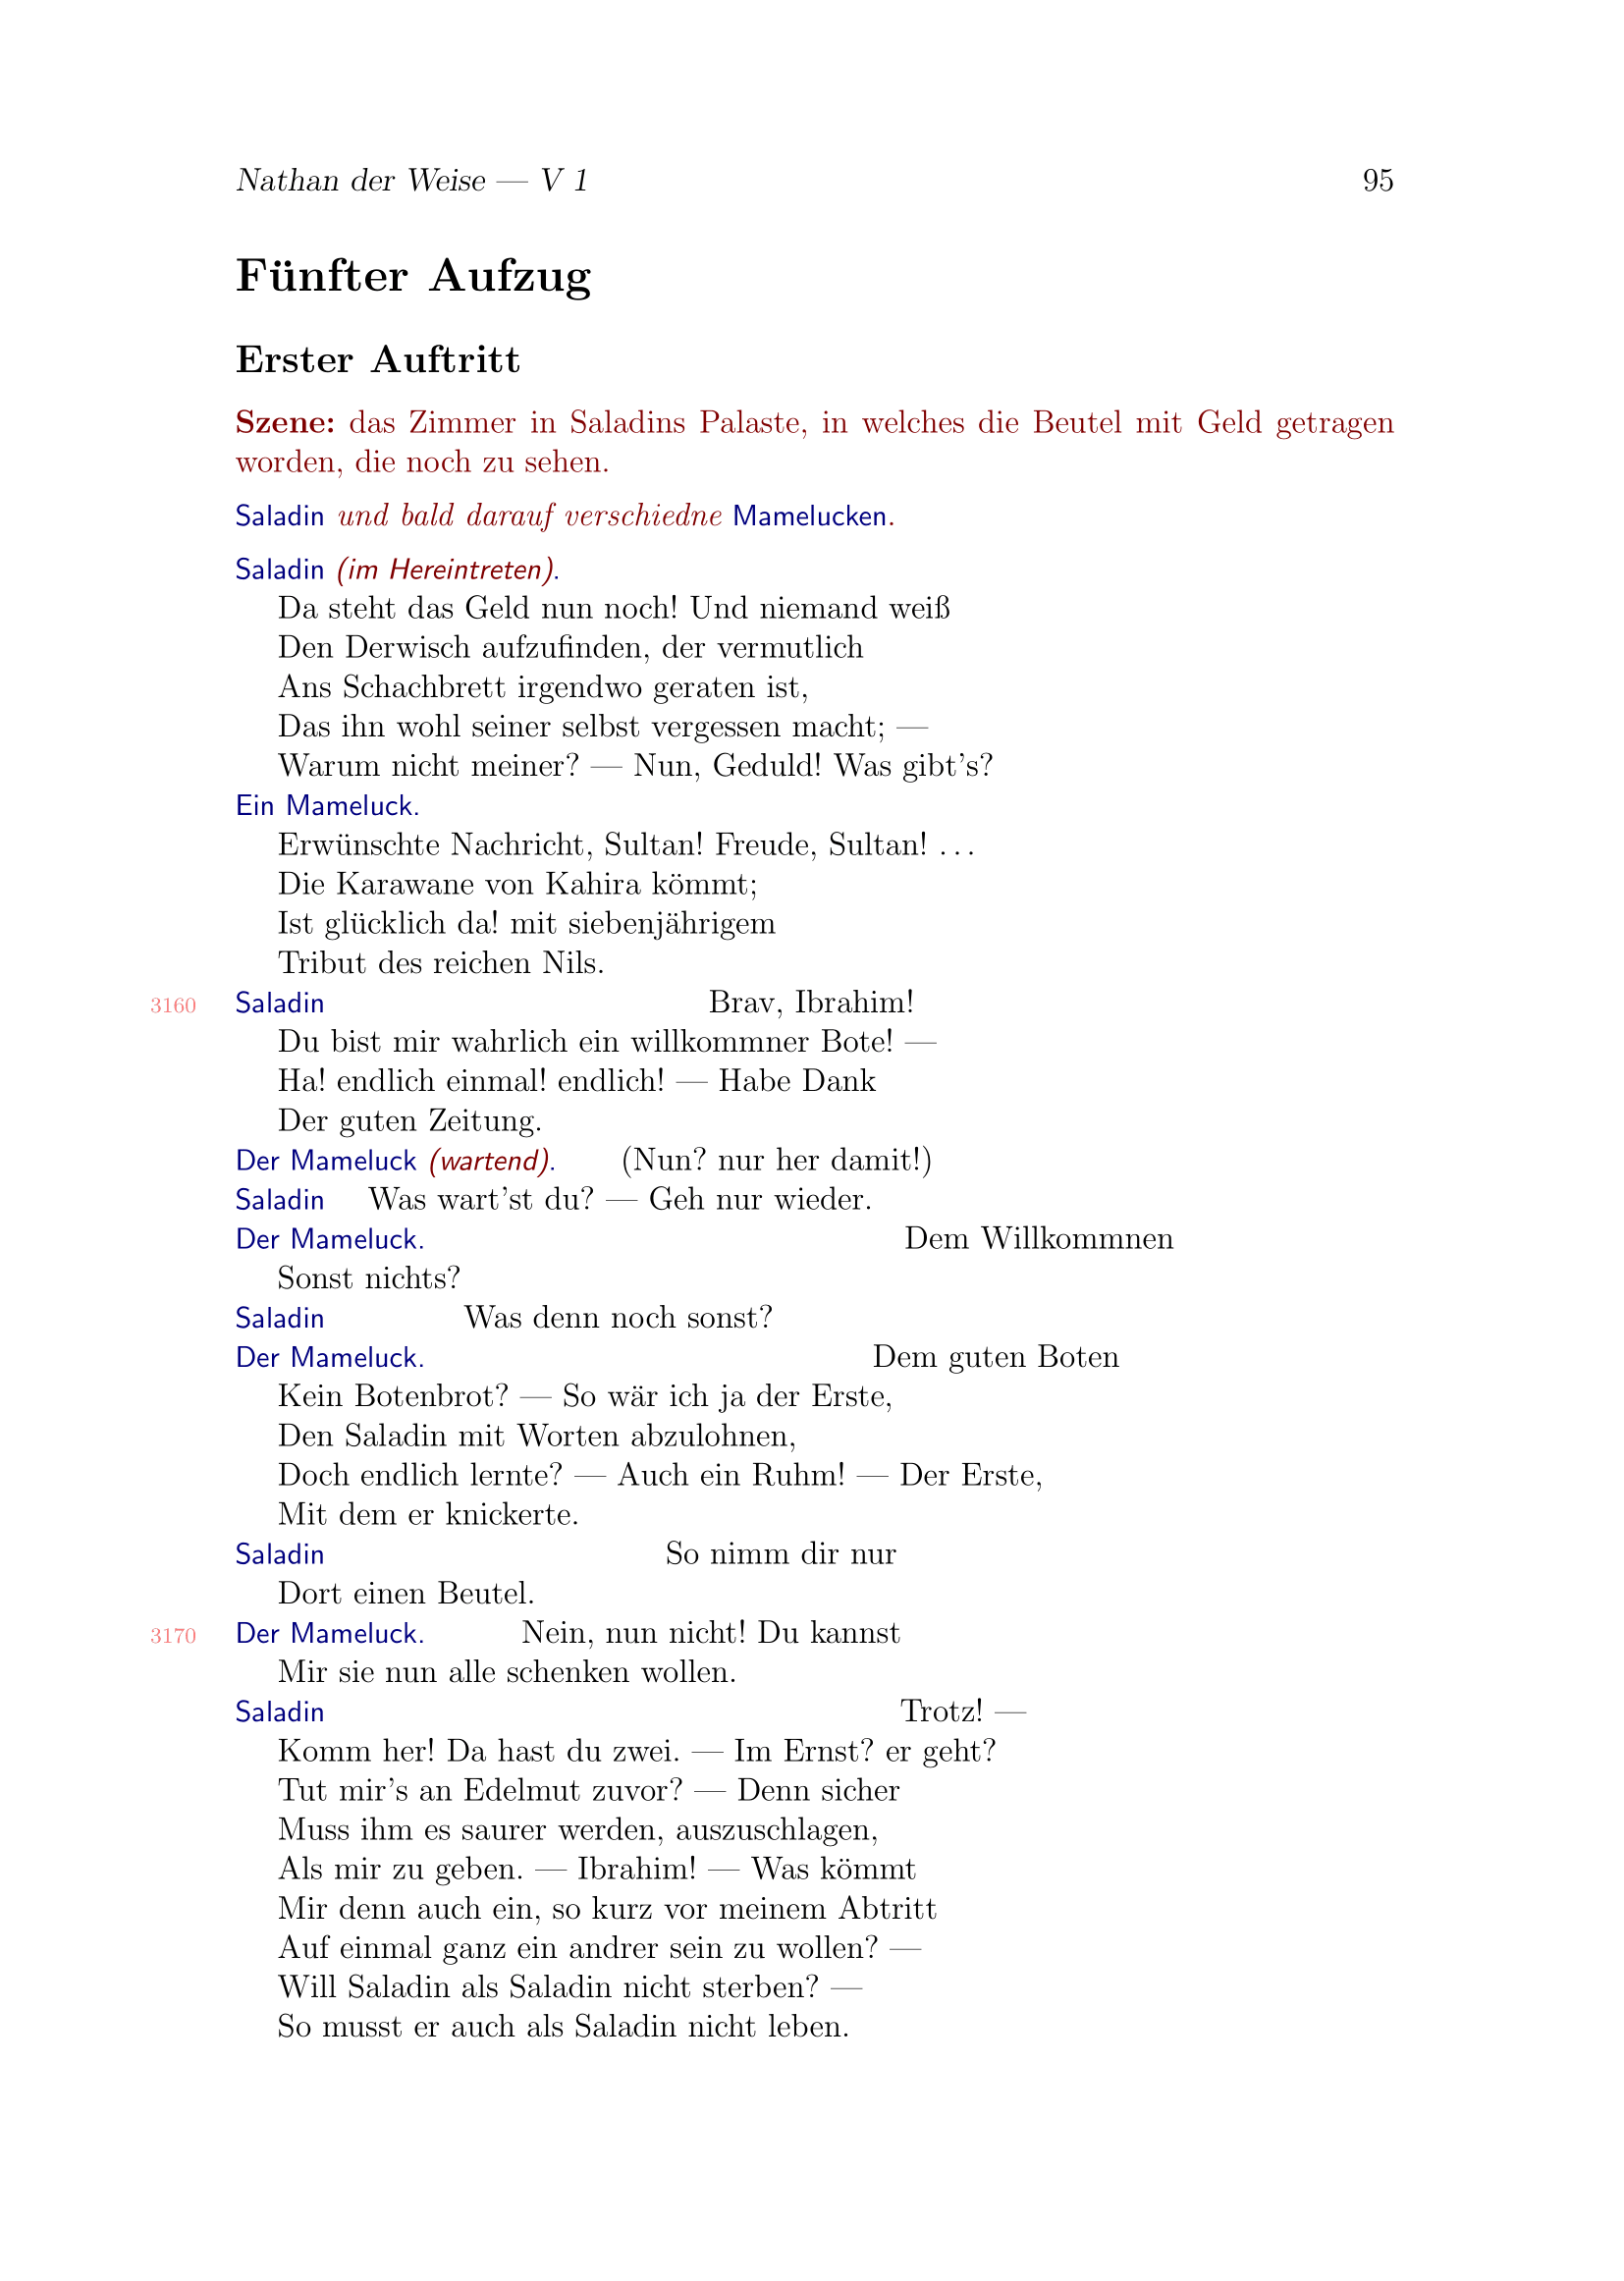 Nathan der Weise — V 1 95
Fünfter Aufzug
Erster Auftritt
Szene: das Zimmer in Saladins Palaste, in welches die Beutel mit Geld getragen
worden, die noch zu sehen.
Saladin und bald darauf verschiedne Mamelucken.
Saladin (im Hereintreten).
Da steht das Geld nun noch! Und niemand weiß
Den Derwisch aufzufinden, der vermutlich
Ans Schachbrett irgendwo geraten ist,
Das ihn wohl seiner selbst vergessen macht; —
Warum nicht meiner? — Nun, Geduld! Was gibt's?
Ein Mameluck.
Erwünschte Nachricht, Sultan! Freude, Sultan! …
Die Karawane von Kahira kömmt;
Ist glücklich da! mit siebenjährigem
Tribut des reichen Nils.
3160 Saladin Brav, Ibrahim!
Du bist mir wahrlich ein willkommner Bote! —
Ha! endlich einmal! endlich! — Habe Dank
Der guten Zeitung.
Der Mameluck (wartend). (Nun? nur her damit!)
Saladin Was wart'st du? — Geh nur wieder.
Der Mameluck. Dem Willkommnen
Sonst nichts?
Saladin Was denn noch sonst?
Der Mameluck. Dem guten Boten
Kein Botenbrot? — So wär ich ja der Erste,
Den Saladin mit Worten abzulohnen,
Doch endlich lernte? — Auch ein Ruhm! — Der Erste,
Mit dem er knickerte.
Saladin So nimm dir nur
Dort einen Beutel.
3170 Der Mameluck. Nein, nun nicht! Du kannst
Mir sie nun alle schenken wollen.
Saladin Trotz! —
Komm her! Da hast du zwei. — Im Ernst? er geht?
Tut mir's an Edelmut zuvor? — Denn sicher
Muss ihm es saurer werden, auszuschlagen,
Als mir zu geben. — Ibrahim! — Was kömmt
Mir denn auch ein, so kurz vor meinem Abtritt
Auf einmal ganz ein andrer sein zu wollen? —
Will Saladin als Saladin nicht sterben? —
So musst er auch als Saladin nicht leben.